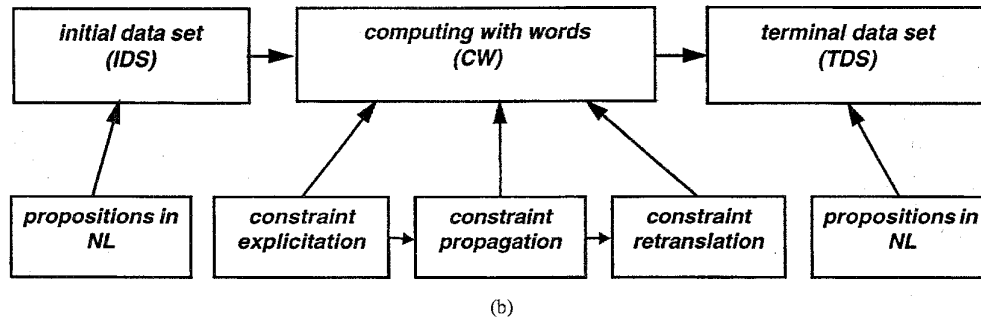 initial data set
(IDS)
computing with words
(CW)
terminal data set
(TDS)
propositions in
NL
constraint
explicitation
constraint
propagation
constraint
retranslation
propositions in
NL
(b)